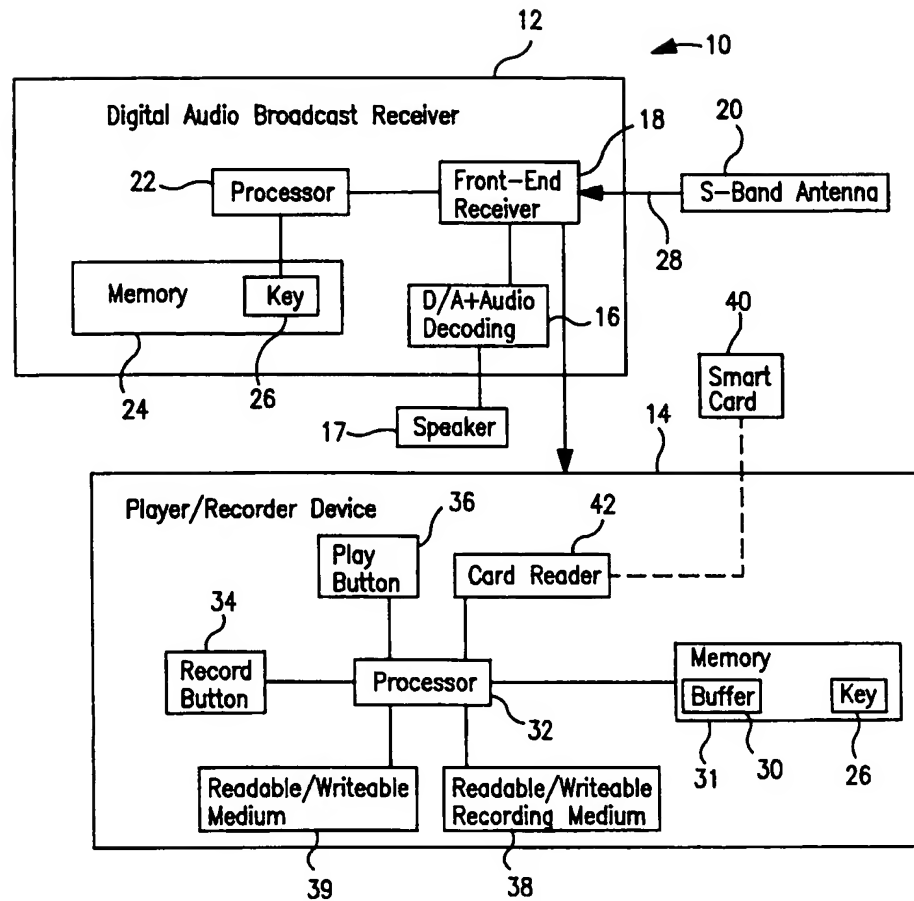 12
10
Digital Audio Broadcast Receiver
18
20
22
Processor
Front-End
Receiver
S-Band Antenna
28
Memory
Key
D/A+Audio
Decoding
16
40
24
26
Smart
Card
17
Speaker
14
Player/Recorder Device
36
42
Play
Button
Card Reader
34
Record
Button
Processor
32
Memory
Buffer
Key
31
30
26
Readable/Writeable
Medium
Readable/Writeable
Recording Medium
39
38